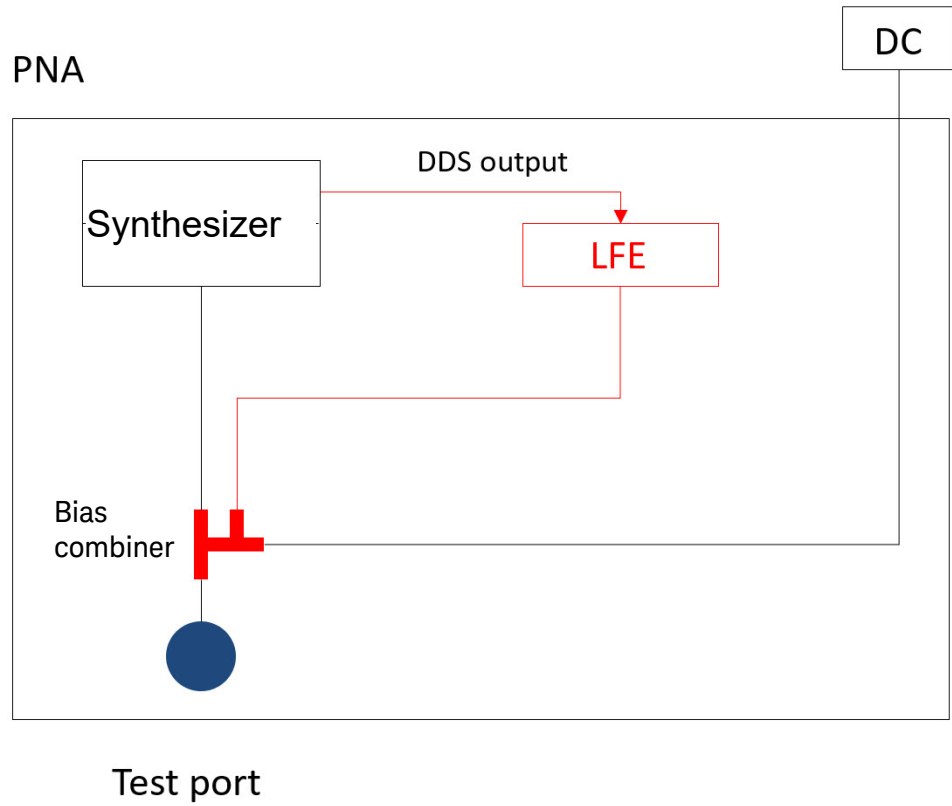 DC
PNA
DDS output
Synthesizer
LFE
Bias
combiner
Test port